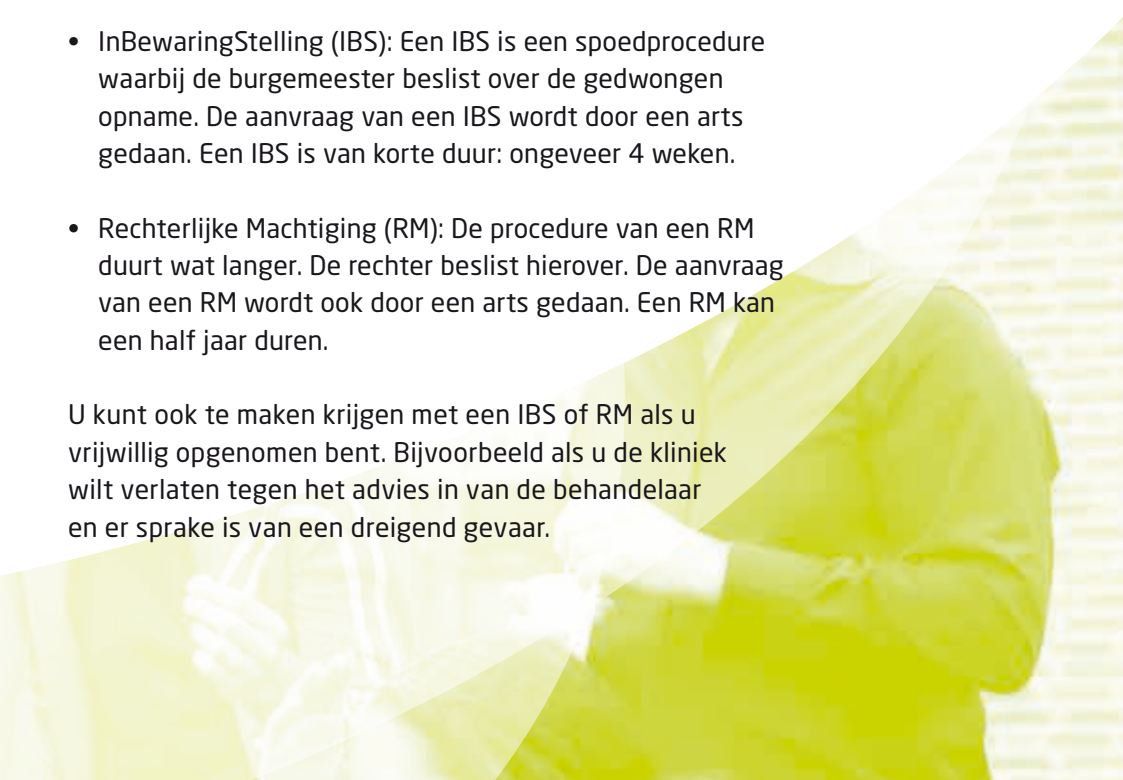 • InBewaringStelling (IBS): Een IBS is een spoedprocedure
waarbij de burgemeester beslist over de gedwongen
opname. De aanvraag van een IBS wordt door een arts
gedaan. Een IBS is van korte duur: ongeveer 4 weken.
• Rechterlijke Machtiging (RM): De procedure van een RM
duurt wat langer. De rechter beslist hierover. De aanvraag
van een RM wordt ook door een arts gedaan. Een RM kan
een half jaar duren.
U kunt ook te maken krijgen met een IBS of RM als u
vrijwillig opgenomen bent. Bijvoorbeeld als u de kliniek
wilt verlaten tegen het advies in van de behandelaar
en er sprake is van een dreigend gevaar.